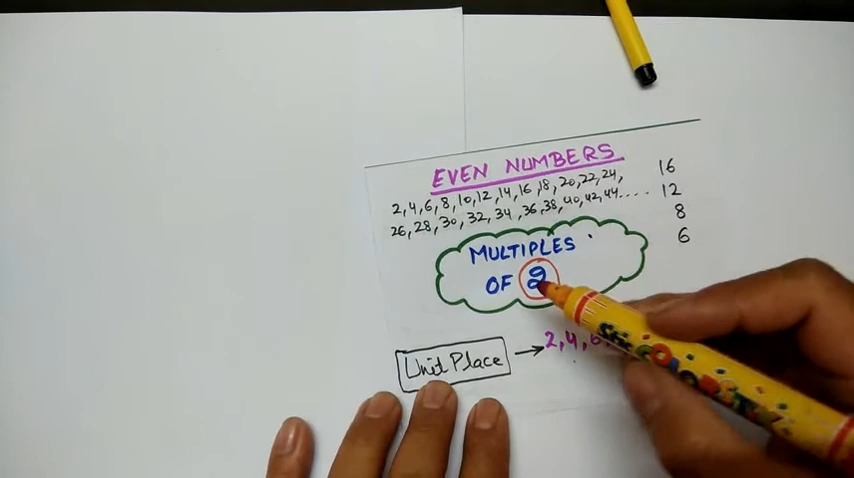 EVEN NUMBERS
2,4,6,8,10,12,14,16,18,20,22,24,
26,28,30,32,34,36,38,40,42,44....
16
12
8
6
MULTIPLES
OF 2
Unit Place → 2,4,6,